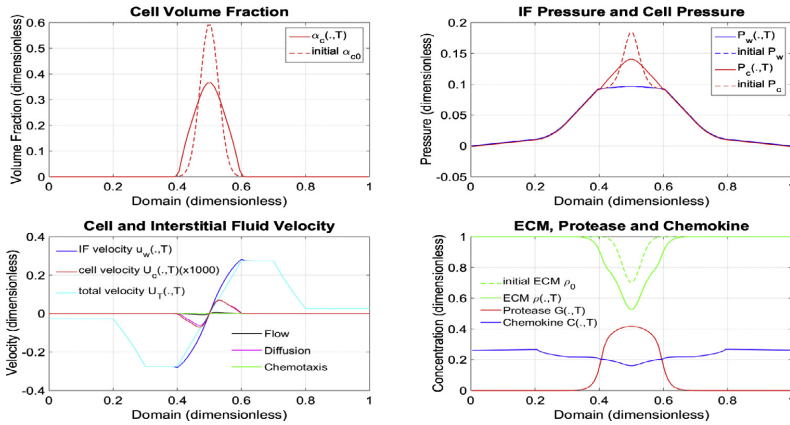 Cell Volume Fraction
Volume Fraction (dimensionless)
0.6
0.5
0.4
0.3
0.2
0.1
0
α_c(.,T)
initial α_c0
0 0.2 0.4 0.6 0.8 1
Domain (dimensionless)
IF Pressure and Cell Pressure
Pressure (dimensionless)
0.2
0.15
0.1
0.05
0
-0.05
P_w(.,T)
initial P_w
P_c(.,T)
initial P_c
0 0.2 0.4 0.6 0.8 1
Domain (dimensionless)
Cell and Interstitial Fluid Velocity
Velocity (dimensionless)
0.4
0.2
0
-0.2
-0.4
IF velocity u_w(.,T)
cell velocity U_c(.,T)(x1000)
total velocity U_T(.,T)
Flow
Diffusion
Chemotaxis
0 0.2 0.4 0.6 0.8 1
Domain (dimensionless)
ECM, Protease and Chemokine
Concentration (dimensionless)
1
0.8
0.6
0.4
0.2
0
initial ECM ρ_0
ECM ρ(.,T)
Protease G(.,T)
Chemokine C(.,T)
0 0.2 0.4 0.6 0.8 1
Domain (dimensionless)